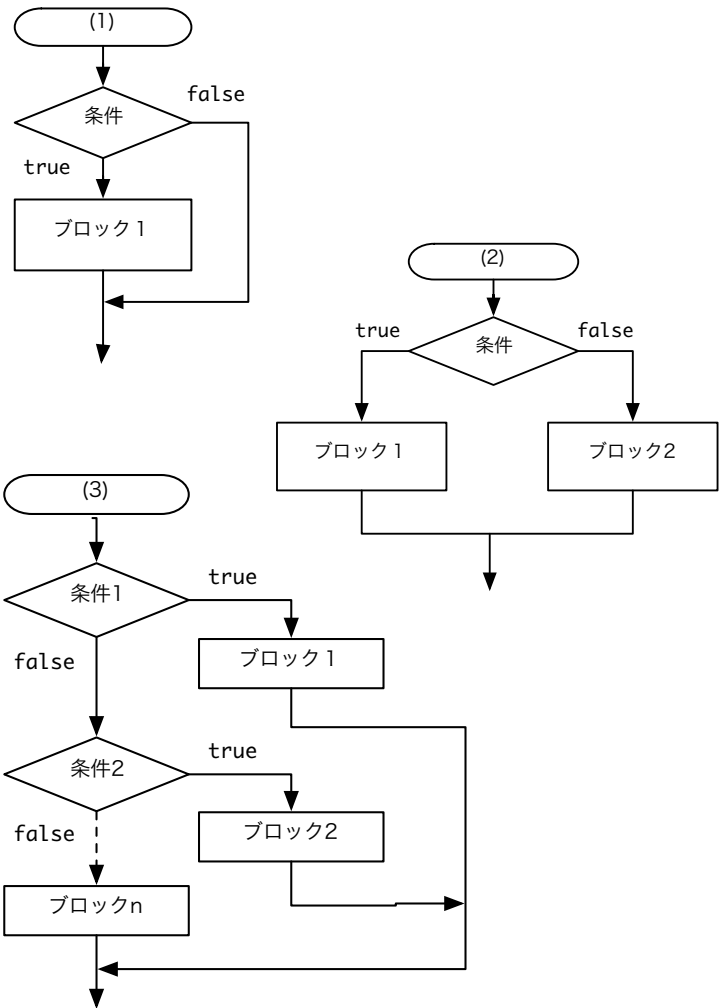 (1)
条件
false
true
ブロック１
(2)
条件
true
false
ブロック１
ブロック2
(3)
条件1
true
false
ブロック１
条件2
true
false
ブロック2
ブロックn